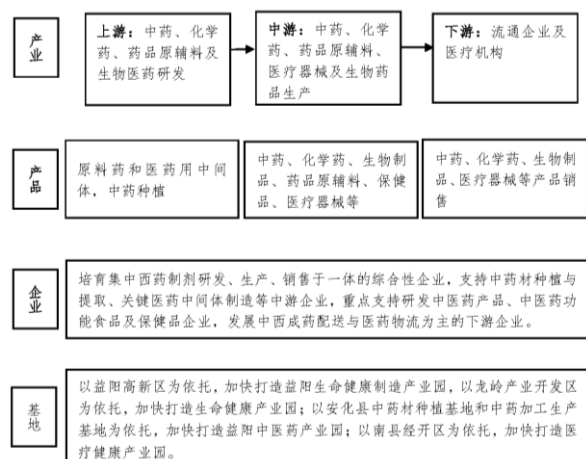 产业
上游：中药、化学
药、药品原辅料及
生物医药研发
中游：中药、化学
药、药品原辅料、
医疗器械及生物药
品生产
下游：流通企业及
医疗机构
产品
原料药和医药用中间
体，中药种植
中药、化学药、生物制
品、药品原辅料、保健
品、医疗器械等
中药、化学药、生物制
品、医疗器械等产品销
售
企业
培育集中西药制剂研发、生产、销售于一体的综合性企业，支持中药材种植与
提取、关键医药中间体制造等中游企业，重点支持研发中医药产品、中医药功
能食品及保健品企业，发展中西成药配送与医药物流为主的下游企业。
基地
以益阳高新区为依托，加快打造益阳生命健康制造产业园，以龙岭产业开发区
为依托，加快打造生命健康产业园；以安化县中药材种植基地和中药加工生产
基地为依托，加快打造益阳中医药产业园；以南县经开区为依托，加快打造医
疗健康产业园。